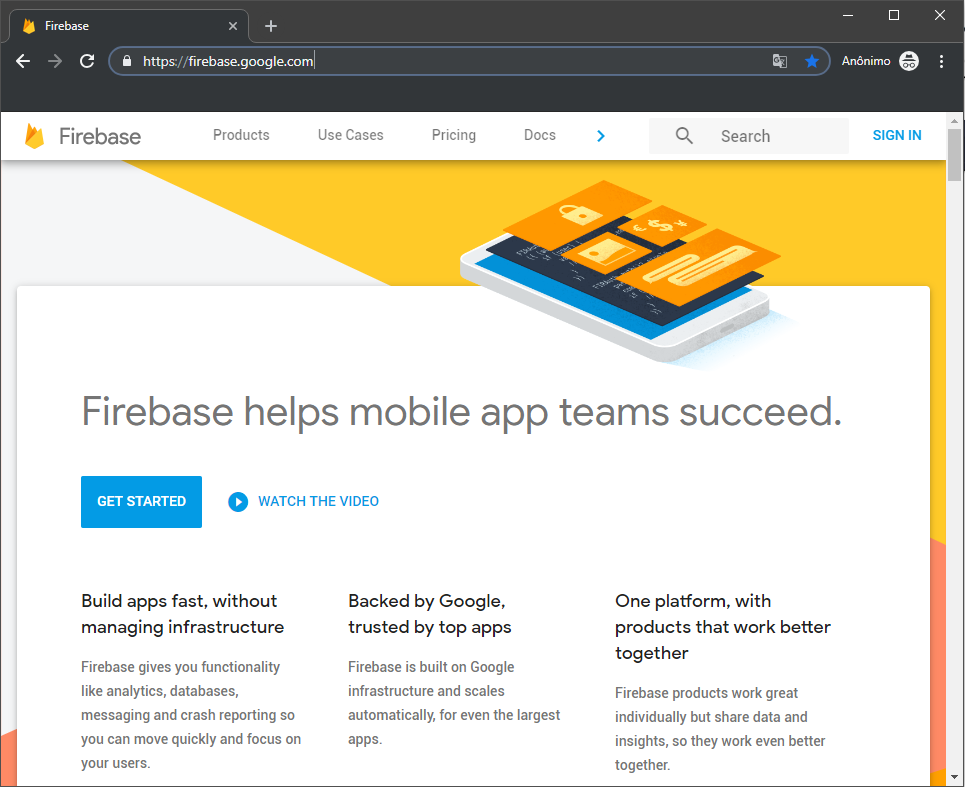 Firebase
https://firebase.google.com
Anônimo
Firebase
Products
Use Cases
Pricing
Docs
Search
SIGN IN
Firebase helps mobile app teams succeed.
GET STARTED
WATCH THE VIDEO
Build apps fast, without
managing infrastructure
Firebase gives you functionality
like analytics, databases,
messaging and crash reporting so
you can move quickly and focus on
your users.
Backed by Google,
trusted by top apps
Firebase is built on Google
infrastructure and scales
automatically, for even the largest
apps.
One platform, with
products that work better
together
Firebase products work great
individually but share data and
insights, so they work even better
together.